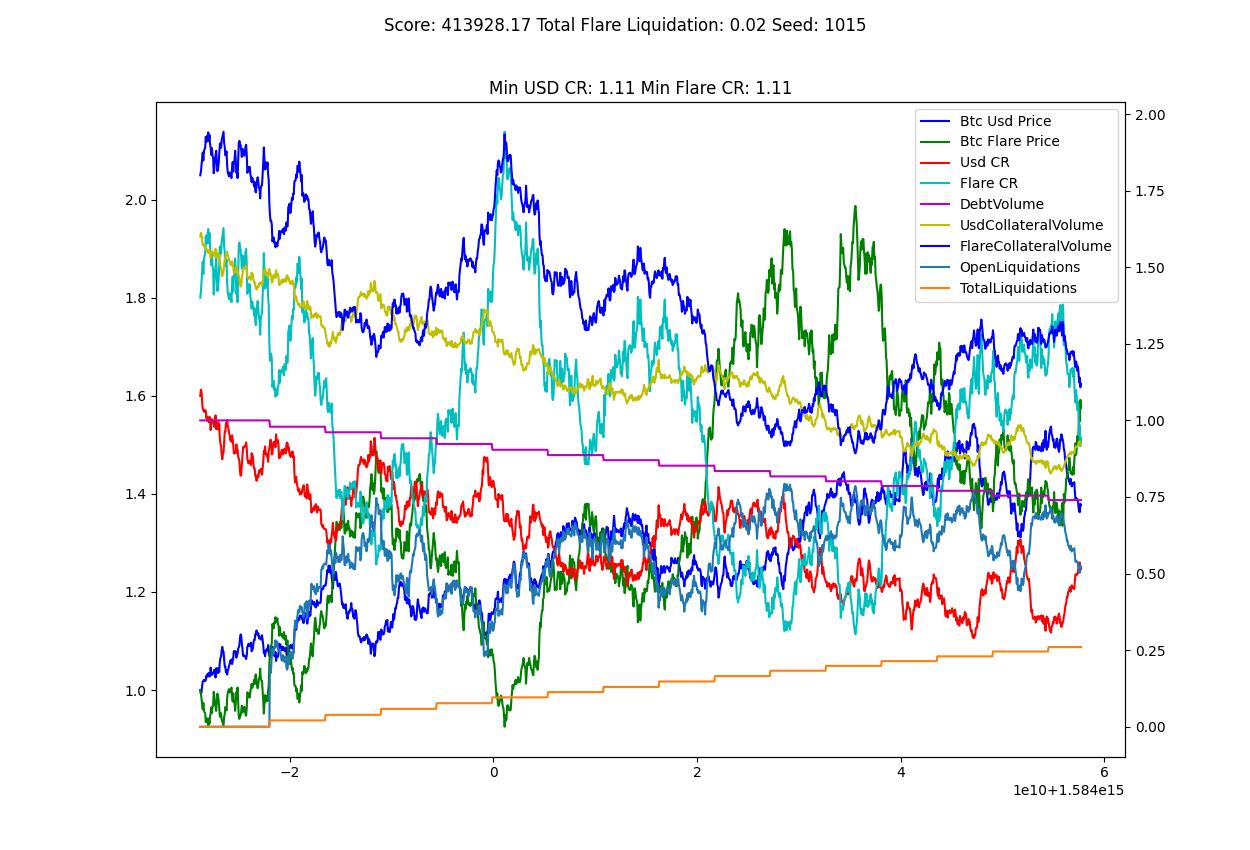 Score: 413928.17 Total Flare Liquidation: 0.02 Seed: 1015
Min USD CR: 1.11 Min Flare CR: 1.11
Btc Usd Price
Btc Flare Price
Usd CR
Flare CR
DebtVolume
UsdCollateralVolume
FlareCollateralVolume
OpenLiquidations
TotalLiquidations
2.0
1.8
1.6
1.4
1.2
1.0
2.00
1.75
1.50
1.25
1.00
0.75
0.50
0.25
0.00
−2
0
2
4
6
1e10+1.584e15